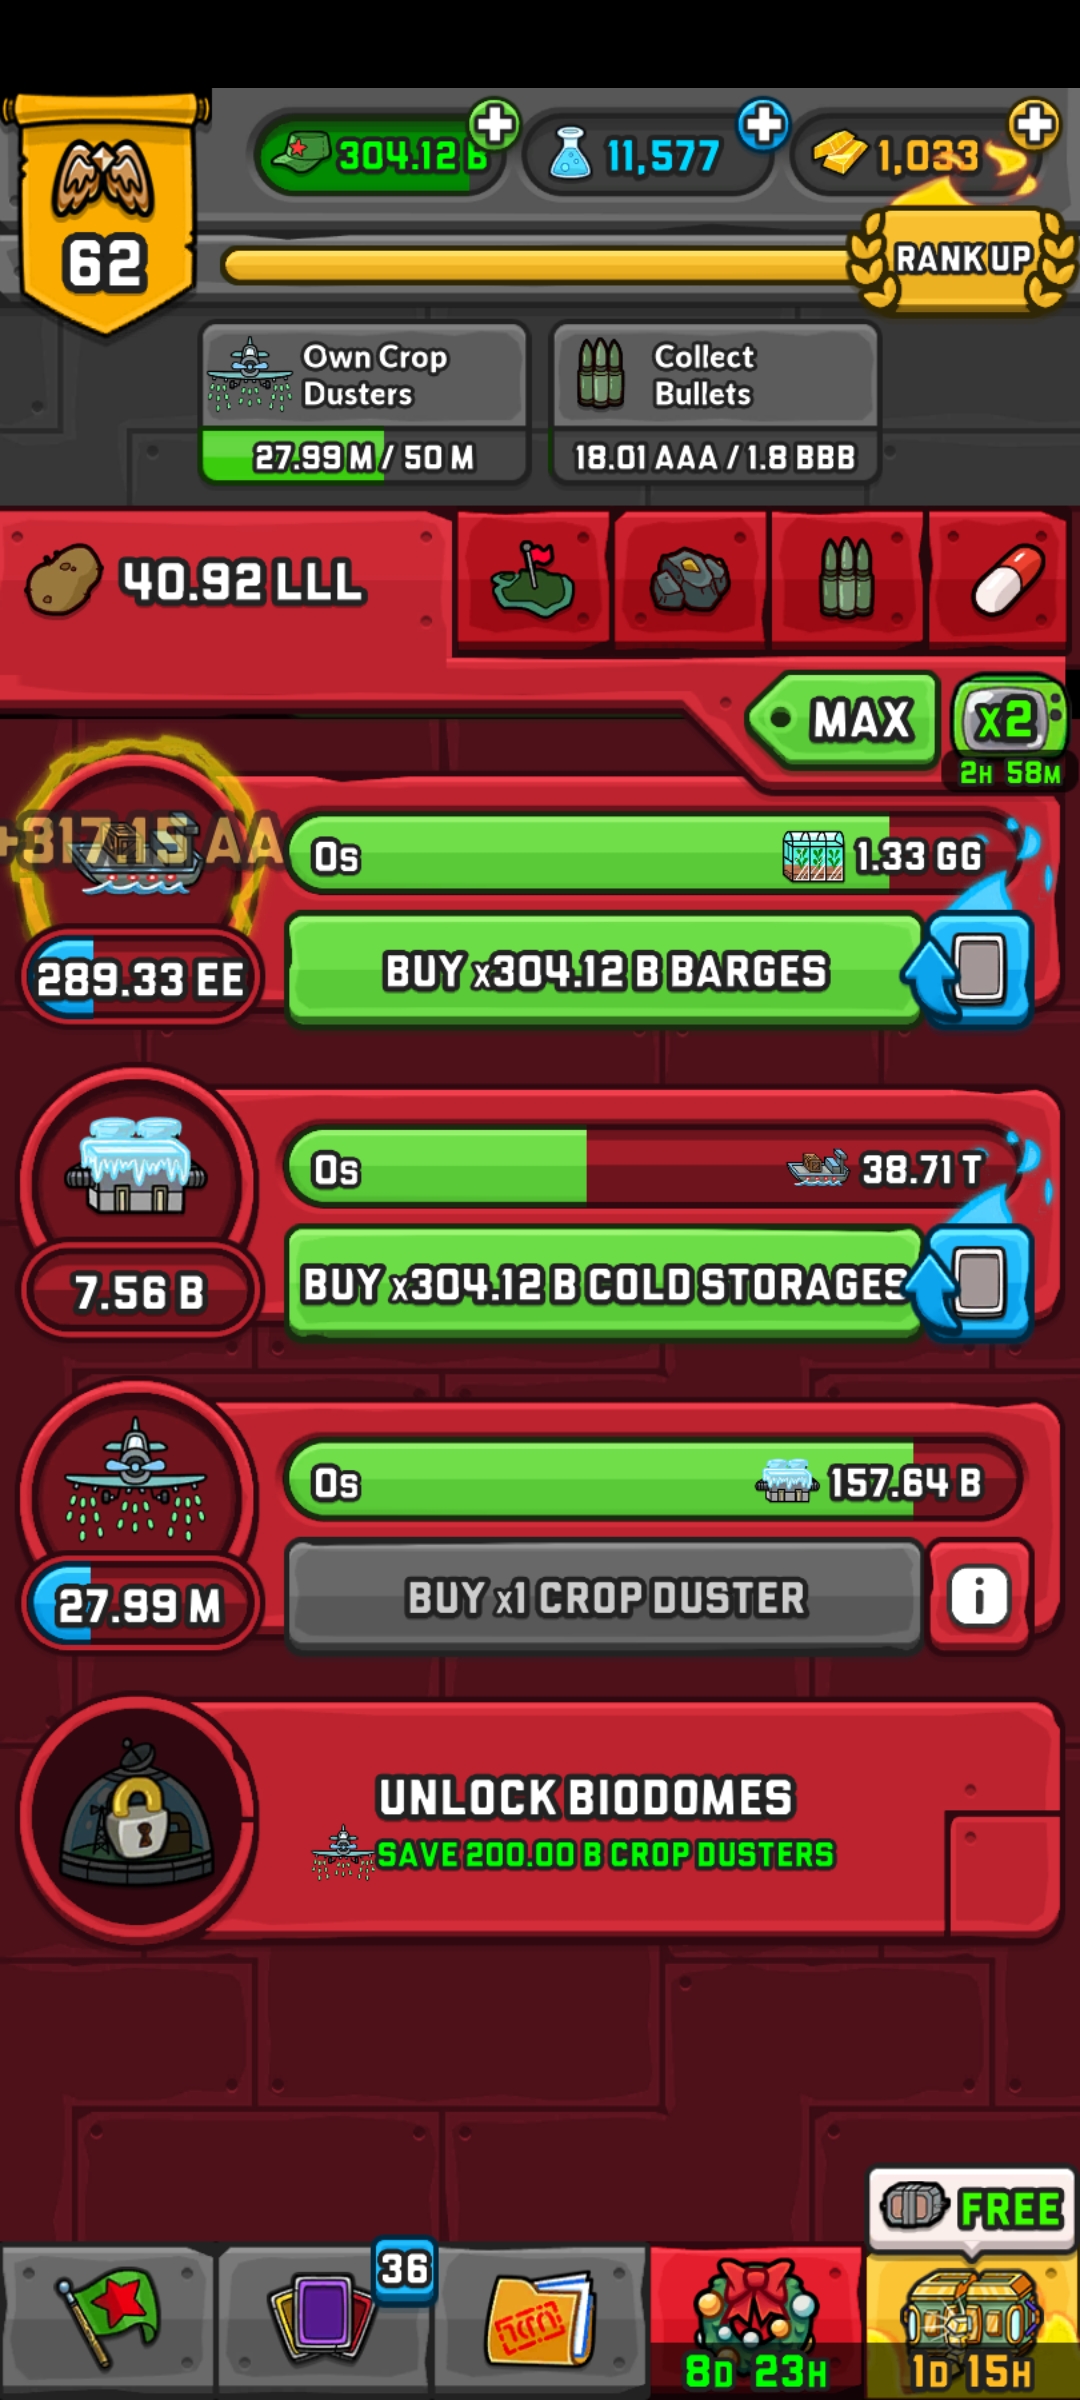 62
304.12 B
11,577
1,033
RANK UP
Own Crop
Dusters
27.99 M / 50 M
Collect
Bullets
18.01 AAA / 1.8 BBB
40.92 LLL
MAX
x2
2H 58M
+317.15 AA
0s
1.33 GG
289.33 EE
BUY x304.12 B BARGES
0s
38.71 T
7.56 B
BUY x304.12 B COLD STORAGES
0s
157.64 B
27.99 M
BUY x1 CROP DUSTER
i
UNLOCK BIODOMES
SAVE 200.00 B CROP DUSTERS
FREE
36
8D 23H
1D 15H